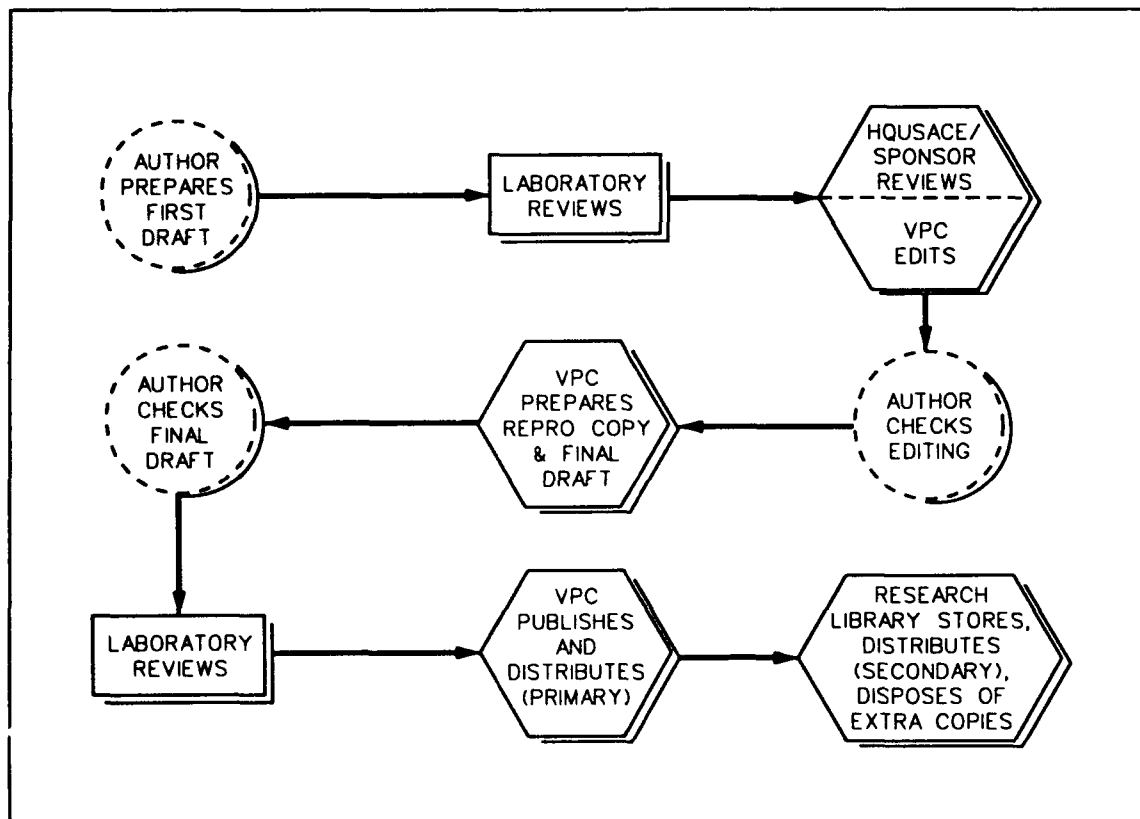 AUTHOR
PREPARES
FIRST
DRAFT
LABORATORY
REVIEWS
HQUSACE/
SPONSOR
REVIEWS
VPC
EDITS
AUTHOR
CHECKS
EDITING
VPC
PREPARES
REPRO COPY
& FINAL
DRAFT
AUTHOR
CHECKS
FINAL
DRAFT
LABORATORY
REVIEWS
VPC
PUBLISHES
AND
DISTRIBUTES
(PRIMARY)
RESEARCH
LIBRARY STORES,
DISTRIBUTES
(SECONDARY),
DISPOSES OF
EXTRA COPIES